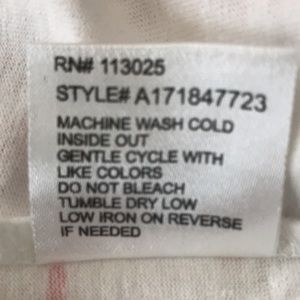 RN# 113025
STYLE# A171847723
MACHINE WASH COLD
INSIDE OUT
GENTLE CYCLE WITH
LIKE COLORS
DO NOT BLEACH
TUMBLE DRY LOW
LOW IRON ON REVERSE
IF NEEDED